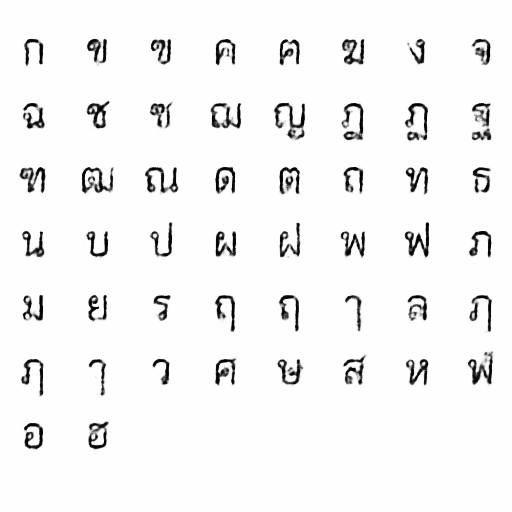 ก ข ฃ ค ฅ ฆ ง จ
ฉ ช ซ ฌ ญ ฎ ฏ ฐ
ฑ ฒ ณ ด ต ถ ท ธ
น บ ป ผ ฝ พ ฟ ภ
ม ย ร ฤ ฤ ๅ ล ฦ
ฦ ๅ ว ศ ษ ส ห ฬ
อ ฮ